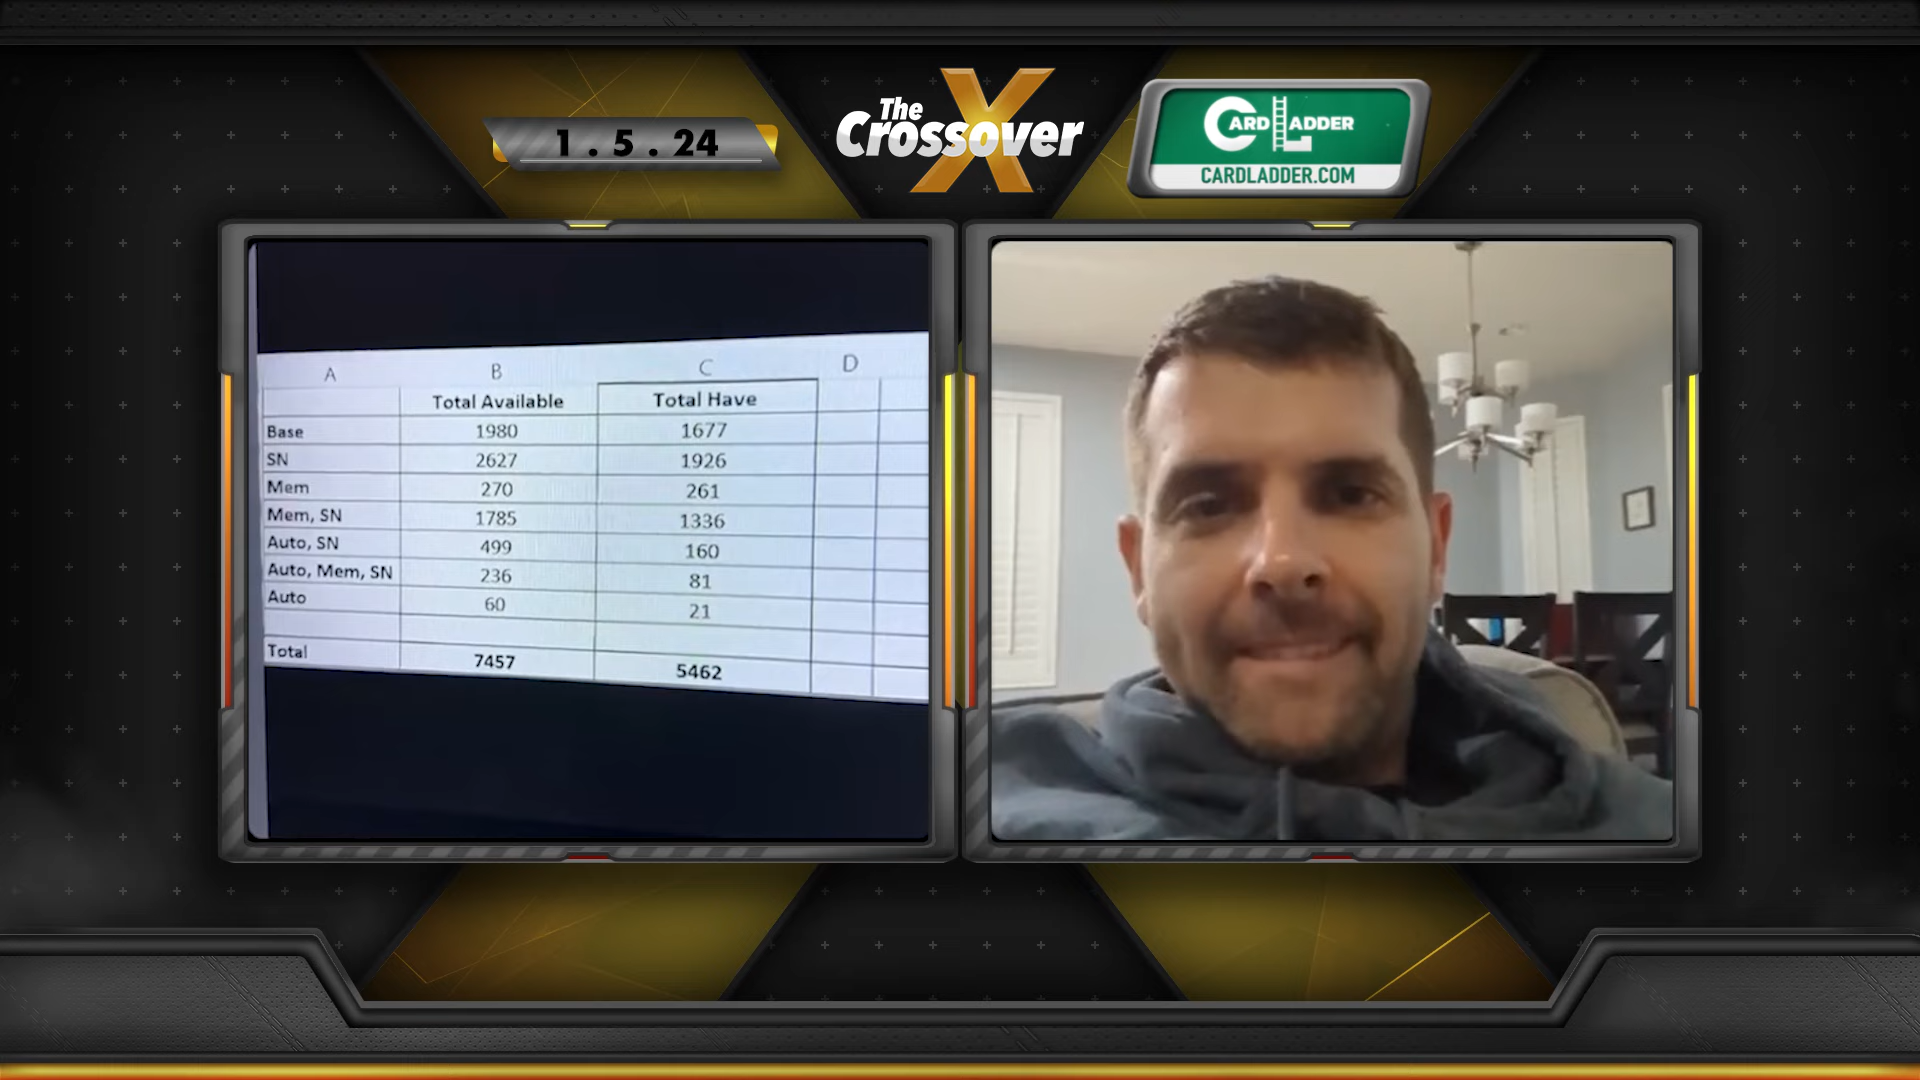 1.5.24
The
Crossover
X
CARD LADDER
CARDLADDER.COM
A B C D
Total Available Total Have
Base 1980 1677
SN 2627 1926
Mem 270 261
Mem, SN 1785 1336
Auto, SN 499 160
Auto, Mem, SN 236 81
Auto 60 21
Total 7457 5462